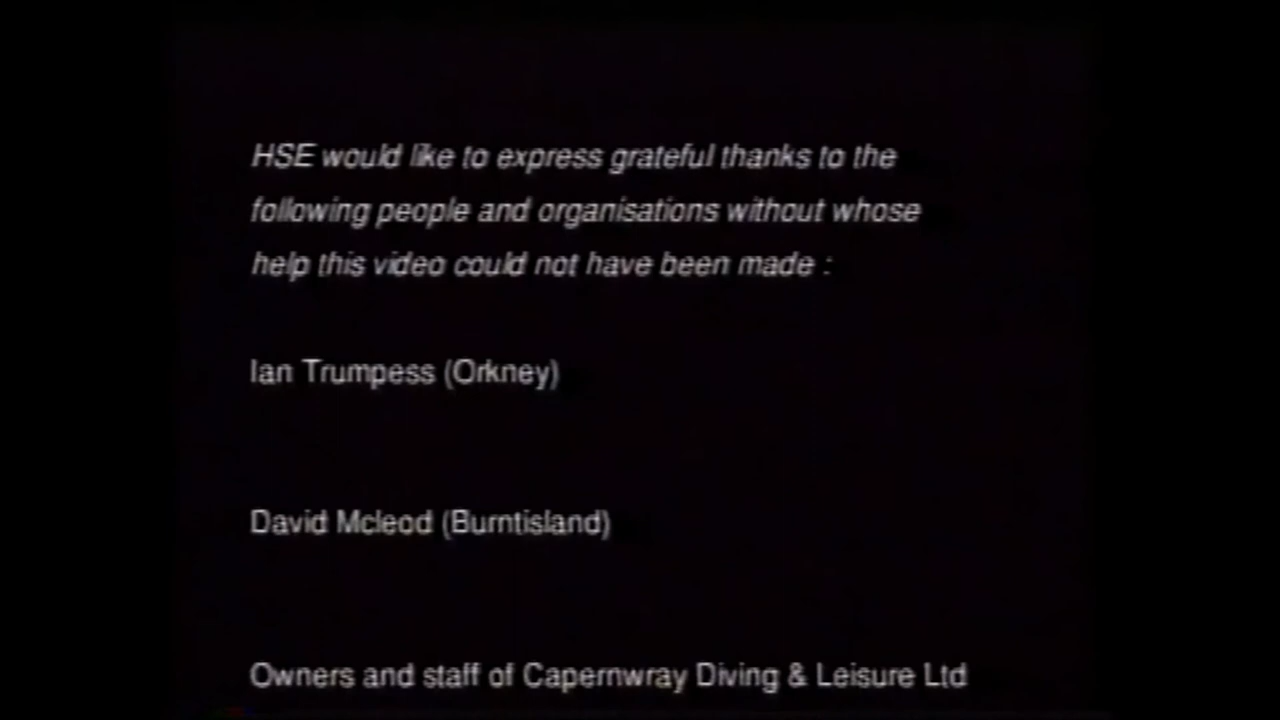 HSE would like to express grateful thanks to the
following people and organisations without whose
help this video could not have been made :
Ian Trumpess (Orkney)
David Mcleod (Burntisland)
Owners and staff of Capernwray Diving & Leisure Ltd